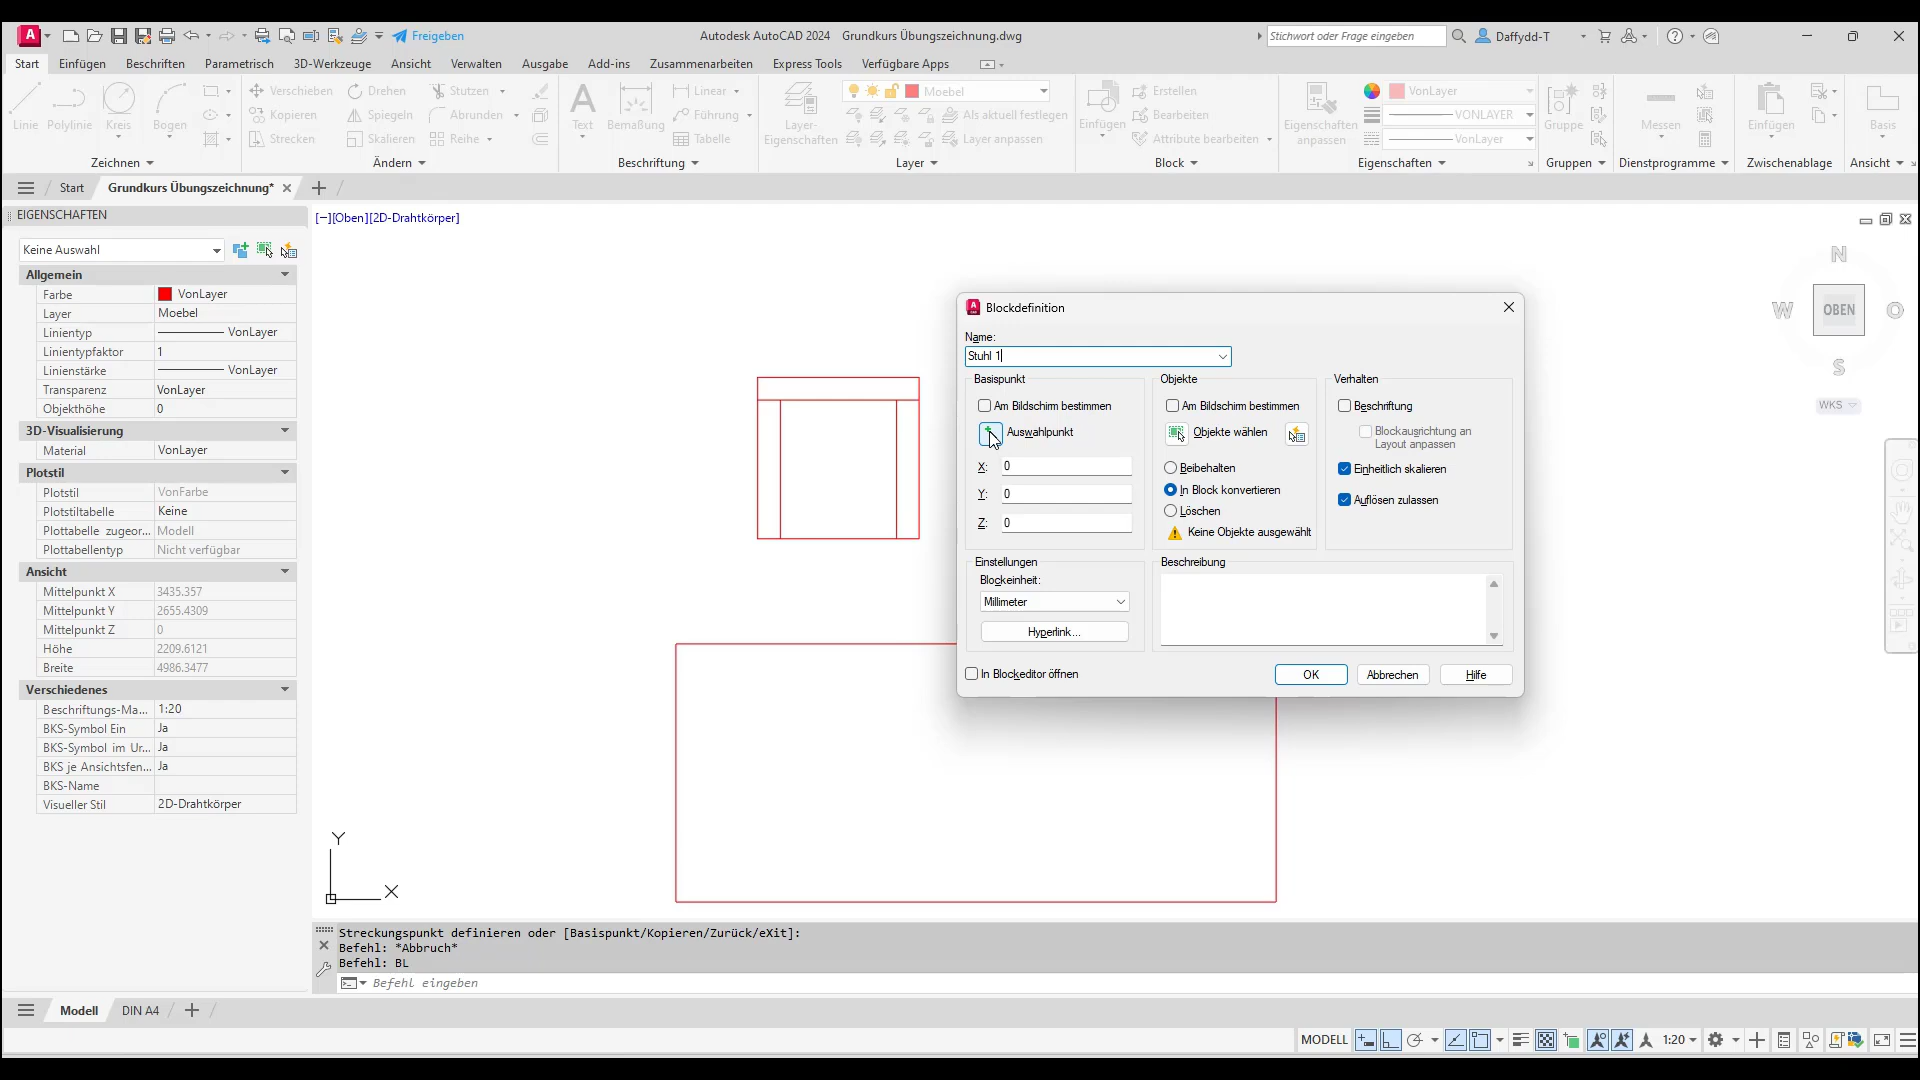 A Freigeben Autodesk AutoCAD 2024 Grundkurs Übungszeichnung.dwg Stichwort oder Frage eingeben Daffydd-T
Start Einfügen Beschriften Parametrisch 3D-Werkzeuge Ansicht Verwalten Ausgabe Add-ins Zusammenarbeiten Express Tools Verfügbare Apps
Linie Polylinie Kreis Bogen
Verschieben Drehen Stutzen
Kopieren Spiegeln Abrunden
Strecken Skalieren Reihe
Text Bemaßung
Linear
Führung
Tabelle
Layer-
Eigenschaften
Moebel
Als aktuell festlegen
Layer anpassen
Einfügen
Erstellen
Bearbeiten
Attribute bearbeiten
Eigenschaften
anpassen
VonLayer
VONLAYER
VonLayer
Gruppe
Messen
Einfügen
Basis
Zeichnen Ändern Beschriftung Layer Block Eigenschaften Gruppen Dienstprogramme Zwischenablage Ansicht
Start Grundkurs Übungszeichnung*
EIGENSCHAFTEN
Keine Auswahl
Allgemein
Farbe VonLayer
Layer Moebel
Linientyp VonLayer
Linientypfaktor 1
Linienstärke VonLayer
Transparenz VonLayer
Objekthöhe 0
3D-Visualisierung
Material VonLayer
Plotstil
Plotstil VonFarbe
Plotstiltabelle Keine
Plottabelle zugeor... Modell
Plottabellentyp Nicht verfügbar
Ansicht
Mittelpunkt X 3435.357
Mittelpunkt Y 2655.4309
Mittelpunkt Z 0
Höhe 2209.6121
Breite 4986.3477
Verschiedenes
Beschriftungs-Ma... 1:20
BKS-Symbol Ein Ja
BKS-Symbol im Ur... Ja
BKS je Ansichtsfen... Ja
BKS-Name
Visueller Stil 2D-Drahtkörper
[−][Oben][2D-Drahtkörper]
N
W OBEN O
S
WKS
Blockdefinition
Name:
Stuhl 1
Basispunkt
Am Bildschirm bestimmen
Auswahlpunkt
X: 0
Y: 0
Z: 0
Objekte
Am Bildschirm bestimmen
Objekte wählen
Beibehalten
In Block konvertieren
Löschen
Keine Objekte ausgewählt
Verhalten
Beschriftung
Blockausrichtung an
Layout anpassen
Einheitlich skalieren
Auflösen zulassen
Einstellungen
Blockeinheit:
Millimeter
Hyperlink...
Beschreibung
In Blockeditor öffnen
OK Abbrechen Hilfe
Y
X
Streckungspunkt definieren oder [Basispunkt/Kopieren/Zurück/eXit]:
Befehl: *Abbruch*
Befehl: BL
Befehl eingeben
Modell DIN A4
MODELL 1:20